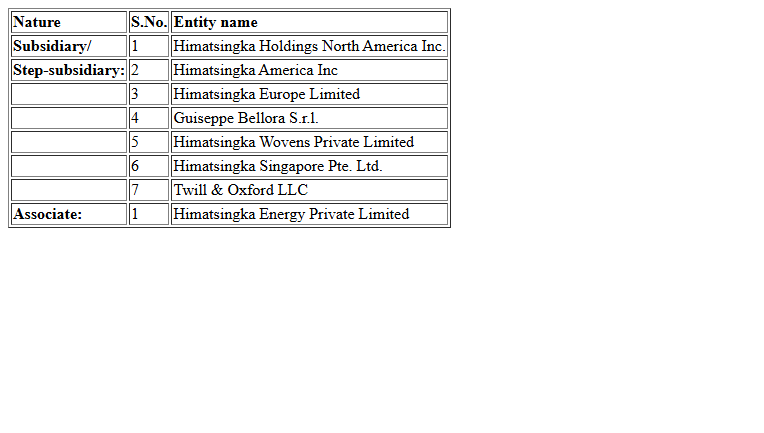 Nature S.No. Entity name
Subsidiary/ 1 Himatsingka Holdings North America Inc.
Step-subsidiary: 2 Himatsingka America Inc
3 Himatsingka Europe Limited
4 Guiseppe Bellora S.r.l.
5 Himatsingka Wovens Private Limited
6 Himatsingka Singapore Pte. Ltd.
7 Twill & Oxford LLC
Associate: 1 Himatsingka Energy Private Limited